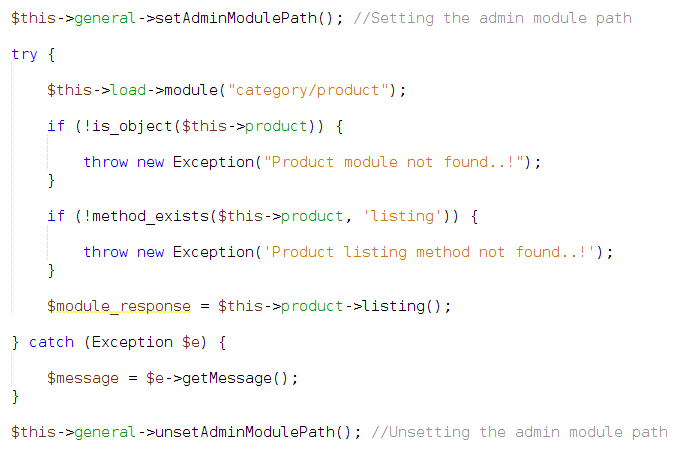 $this->general->setAdminModulePath(); //Setting the admin module path
try {
$this->load->module("category/product");
if (!is_object($this->product)) {
throw new Exception("Product module not found..!");
}
if (!method_exists($this->product, 'listing')) {
throw new Exception('Product listing method not found..!');
}
$module_response = $this->product->listing();
} catch (Exception $e) {
$message = $e->getMessage();
}
$this->general->unsetAdminModulePath(); //Unsetting the admin module path